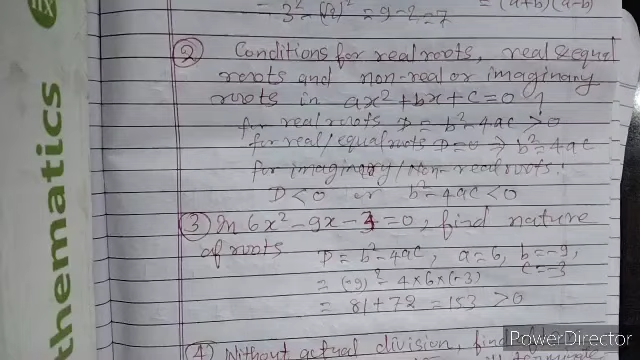 = 3² - (√2)² = 9 - 2 = 7 = (a+b)(a-b)
② Conditions for real roots, real & equal
roots and non-real or imaginary
roots in ax² + bx + c = 0
for real roots D = b² - 4ac > 0
for real/equal roots D = 0 ⇒ b² = 4ac
for imaginary/Non-real roots:
D < 0 or b² - 4ac < 0
③ In 6x² - 9x - 3 = 0, find nature
of roots D = b² - 4ac, a = 6, b = -9,
c = -3
= (-9)² - 4×6×(-3)
= 81 + 72 = 153 > 0
④ Without actual division, find
thematics
PowerDirector